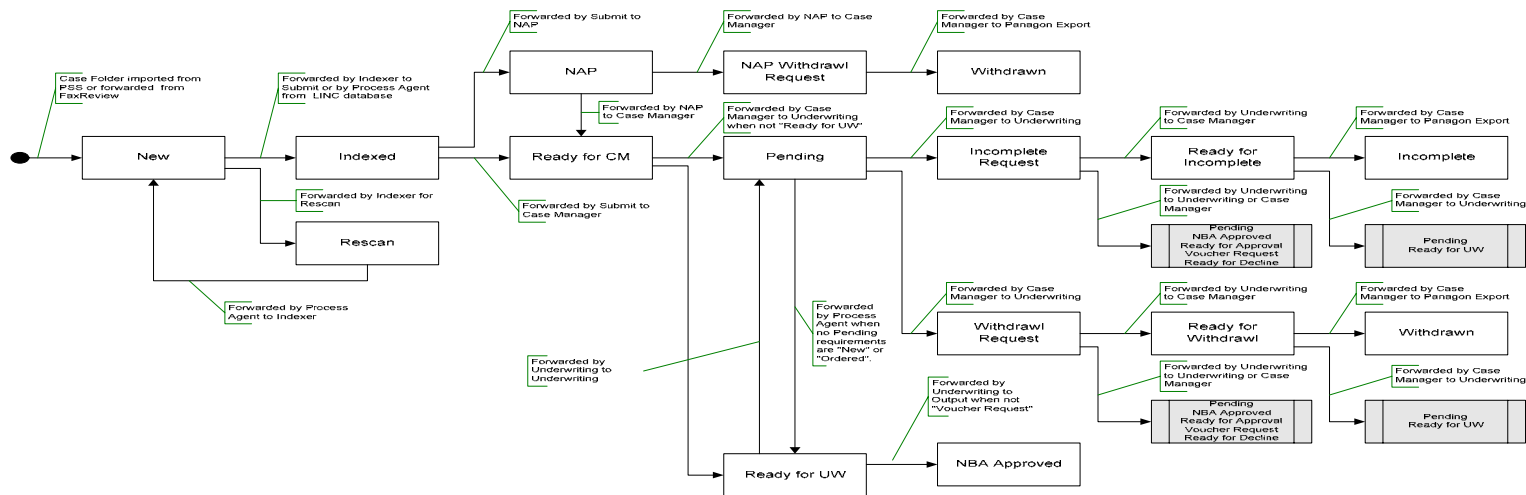 Forwarded by Submit to
NAP
Forwarded by NAP to Case
Manager
Forwarded by Case
Manager to Panagon Export
NAP
NAP Withdrawl
Request
Withdrawn
Case Folder imported from
PSS or forwarded from
FaxReview
Forwarded by Indexer to
Submit or by Process Agent
from LINC database
Forwarded by NAP
to Case Manager
Forwarded by Case
Manager to Underwriting
when not "Ready for UW"
Forwarded by Case
Manager to Underwriting
Forwarded by Underwriting
to Case Manager
Forwarded by Case
Manager to Panagon Export
New
Indexed
Ready for CM
Pending
Incomplete
Request
Ready for
Incomplete
Incomplete
Forwarded by Indexer for
Rescan
Forwarded by Submit to
Case Manager
Forwarded by Underwriting
to Underwriting or Case
Manager
Forwarded by Case
Manager to Underwriting
Rescan
Pending
NBA Approved
Ready for Approval
Voucher Request
Ready for Decline
Pending
Ready for UW
Forwarded by Process
Agent to Indexer
Forwarded
by Process
Agent when
no Pending
requirements
are "New" or
"Ordered".
Forwarded by Case
Manager to Underwriting
Forwarded by Underwriting
to Case Manager
Forwarded by Case
Manager to Panagon Export
Withdrawl
Request
Ready for
Withdrawl
Withdrawn
Forwarded by
Underwriting to
Underwriting
Forwarded by
Underwriting to
Output when not
"Voucher Request"
Forwarded by Underwriting
to Underwriting or Case
Manager
Forwarded by Case
Manager to Underwriting
Pending
NBA Approved
Ready for Approval
Voucher Request
Ready for Decline
Pending
Ready for UW
Ready for UW
NBA Approved